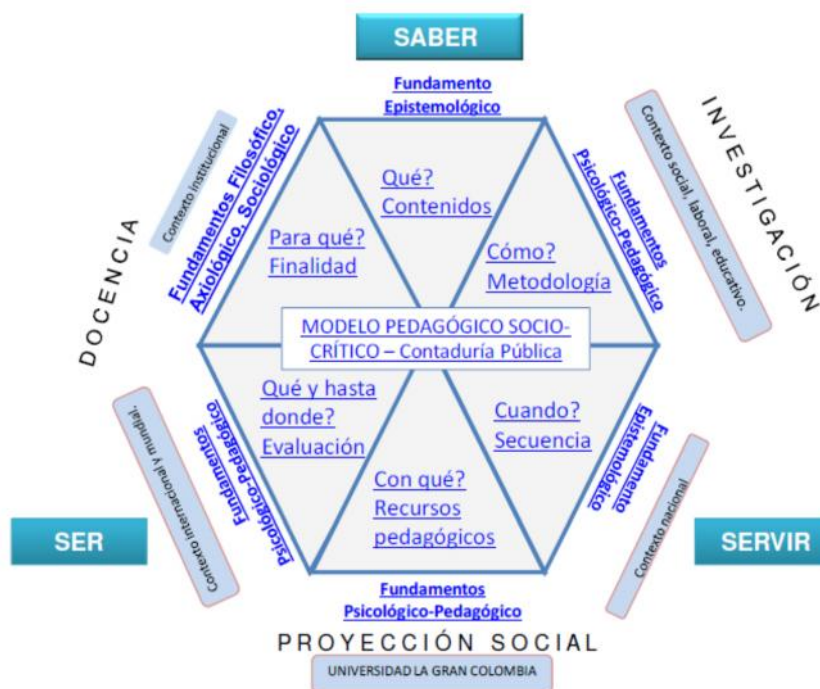 SABER
Fundamento
Epistemológico
Fundamentos Filosófico,
Axiológico, Sociológico
Contexto institucional
DOCENCIA
Fundamentos
Psicológico-Pedagógico
Contexto social, laboral, educativo.
INVESTIGACIÓN
Qué?
Contenidos
Para qué?
Finalidad
Cómo?
Metodología
MODELO PEDAGÓGICO SOCIO-
CRÍTICO – Contaduría Pública
Qué y hasta
donde?
Evaluación
Cuando?
Secuencia
Con qué?
Recursos
pedagógicos
Fundamentos
Psicológico-Pedagógico
Contexto internacional y mundial.
Fundamento
Epistemológico
Contexto nacional
SER
SERVIR
Fundamentos
Psicológico-Pedagógico
PROYECCIÓN SOCIAL
UNIVERSIDAD LA GRAN COLOMBIA